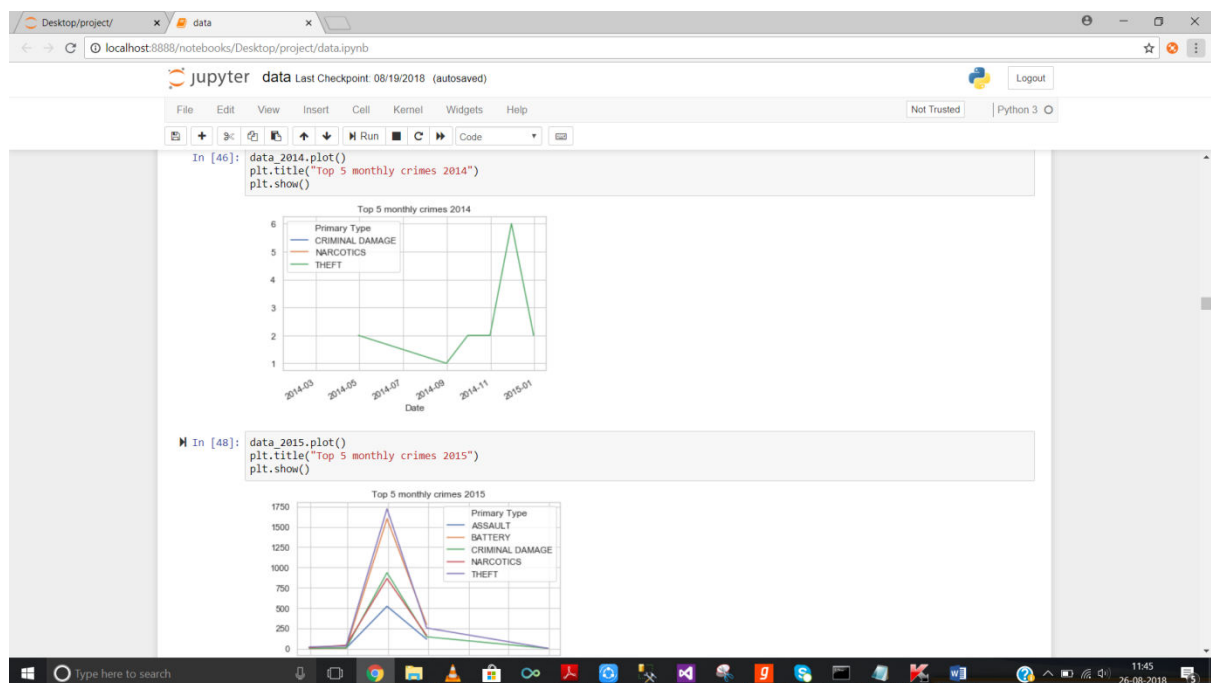 Desktop/project/ data
localhost:8888/notebooks/Desktop/project/data.ipynb
jupyter data Last Checkpoint: 08/19/2018 (autosaved) Logout
File Edit View Insert Cell Kernel Widgets Help Not Trusted Python 3
Run Code
In [46]: data_2014.plot()
plt.title("Top 5 monthly crimes 2014")
plt.show()
Top 5 monthly crimes 2014
Primary Type
CRIMINAL DAMAGE
NARCOTICS
THEFT
6
5
4
3
2
1
2014-03 2014-05 2014-07 2014-09 2014-11 2015-01
Date
In [48]: data_2015.plot()
plt.title("Top 5 monthly crimes 2015")
plt.show()
Top 5 monthly crimes 2015
Primary Type
ASSAULT
BATTERY
CRIMINAL DAMAGE
NARCOTICS
THEFT
1750
1500
1250
1000
750
500
250
0
Type here to search
11:45
26-08-2018